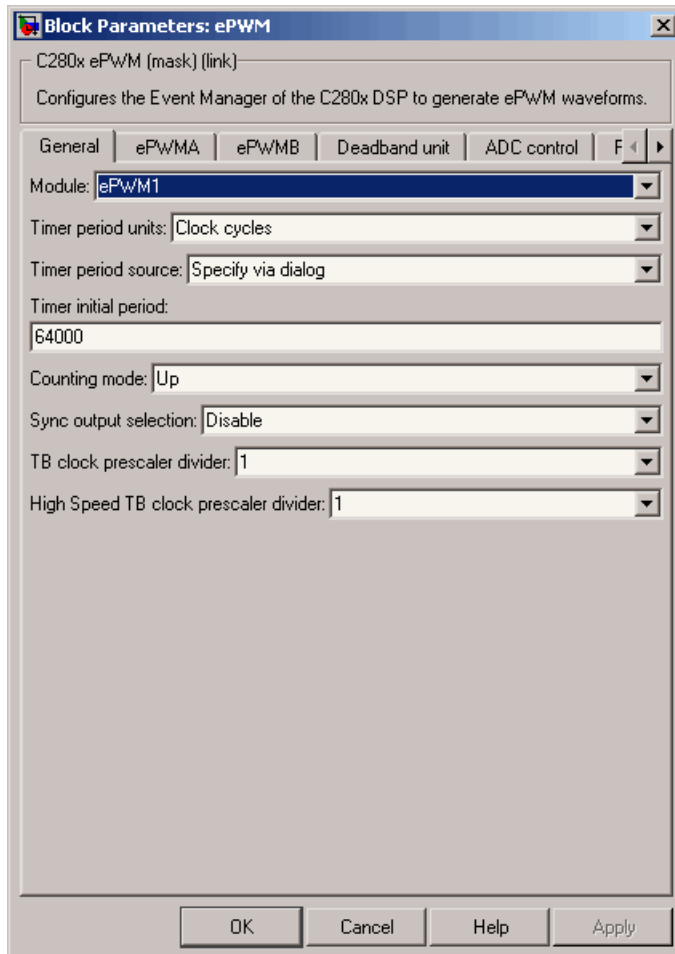 Block Parameters: ePWM
C280x ePWM (mask) (link)
Configures the Event Manager of the C280x DSP to generate ePWM waveforms.
General ePWMA ePWMB Deadband unit ADC control
Module: ePWM1
Timer period units: Clock cycles
Timer period source: Specify via dialog
Timer initial period:
64000
Counting mode: Up
Sync output selection: Disable
TB clock prescaler divider: 1
High Speed TB clock prescaler divider: 1
OK Cancel Help Apply